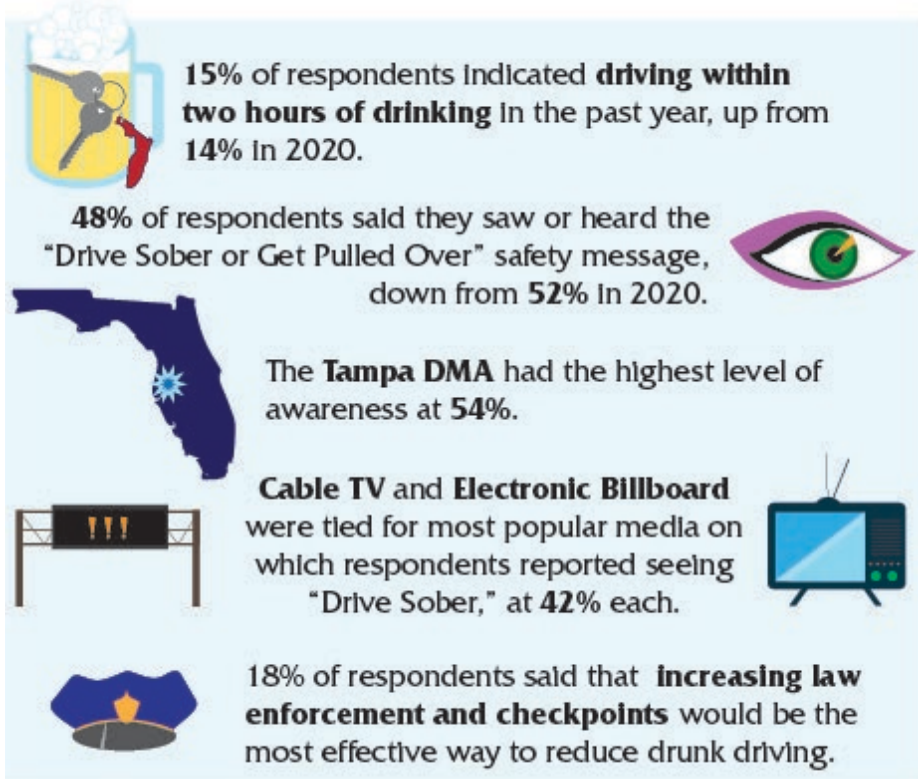 15% of respondents indicated driving within
two hours of drinking in the past year, up from
14% in 2020.
48% of respondents said they saw or heard the
“Drive Sober or Get Pulled Over” safety message,
down from 52% in 2020.
The Tampa DMA had the highest level of
awareness at 54%.
Cable TV and Electronic Billboard
were tied for most popular media on
which respondents reported seeing
“Drive Sober,” at 42% each.
!!!
18% of respondents said that increasing law
enforcement and checkpoints would be the
most effective way to reduce drunk driving.